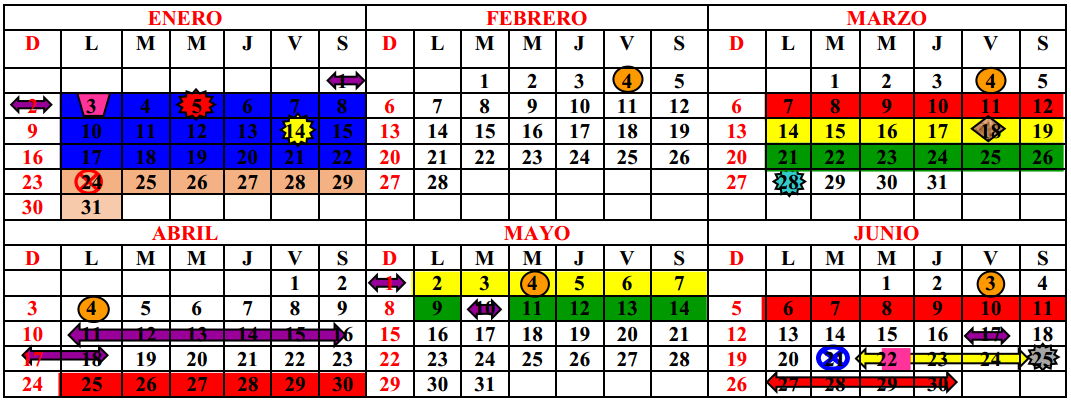 ENERO FEBRERO MARZO
D L M M J V S D L M M J V S D L M M J V S
1 1 2 3 4 5 1 2 3 4 5
2 3 4 5 6 7 8 6 7 8 9 10 11 12 6 7 8 9 10 11 12
9 10 11 12 13 14 15 13 14 15 16 17 18 19 13 14 15 16 17 18 19
16 17 18 19 20 21 22 20 21 22 23 24 25 26 20 21 22 23 24 25 26
23 24 25 26 27 28 29 27 28 27 28 29 30 31
30 31
ABRIL MAYO JUNIO
D L M M J V S D L M M J V S D L M M J V S
1 2 1 2 3 4 5 6 7 1 2 3 4
3 4 5 6 7 8 9 8 9 10 11 12 13 14 5 6 7 8 9 10 11
10 11 12 13 14 15 16 15 16 17 18 19 20 21 12 13 14 15 16 17 18
17 18 19 20 21 22 23 22 23 24 25 26 27 28 19 20 21 22 23 24 25
24 25 26 27 28 29 30 29 30 31 26 27 28 29 30